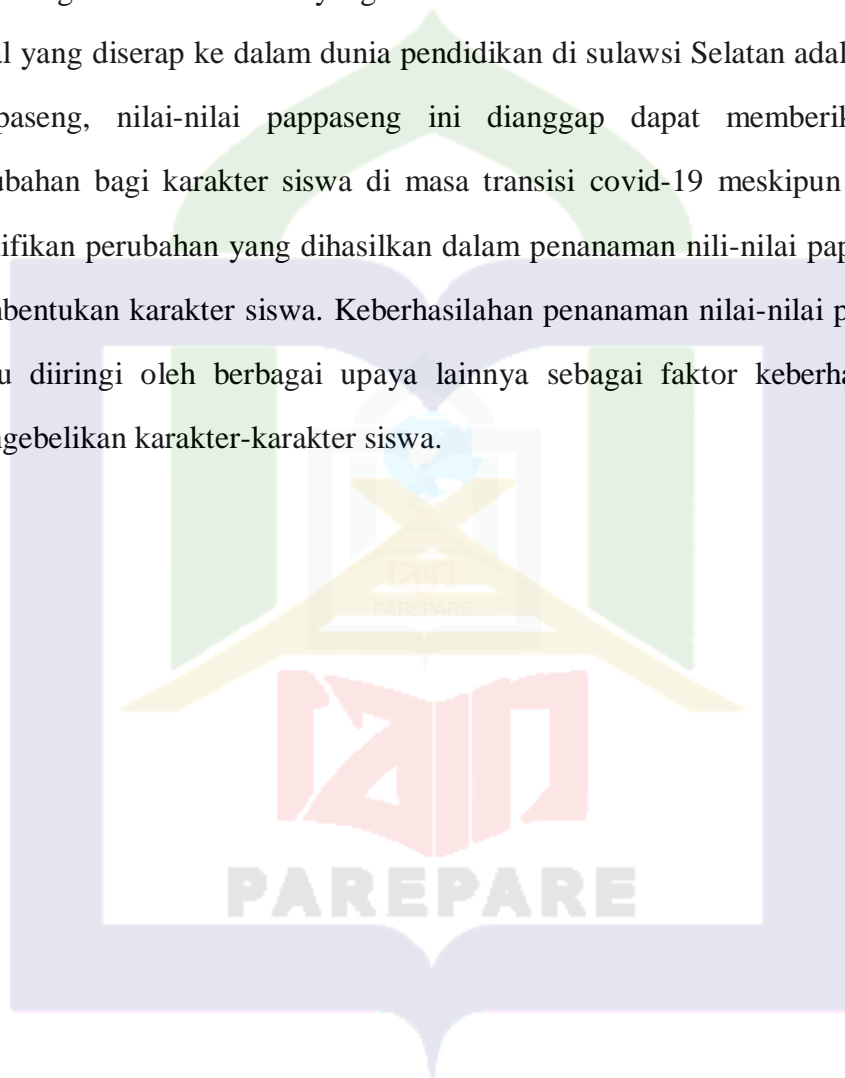 yang
l yang diserap ke dalam dunia pendidikan di sulawsi Selatan adal
paseng, nilai-nilai pappaseng ini dianggap dapat memberik
ubahan bagi karakter siswa di masa transisi covid-19 meskipun
ifikan perubahan yang dihasilkan dalam penanaman nili-nilai pap
bentukan karakter siswa. Keberhasilahan penanaman nilai-nilai p
u diiringi oleh berbagai upaya lainnya sebagai faktor keberha
gebelikan karakter-karakter siswa.
PAREPARE
PAREPARE